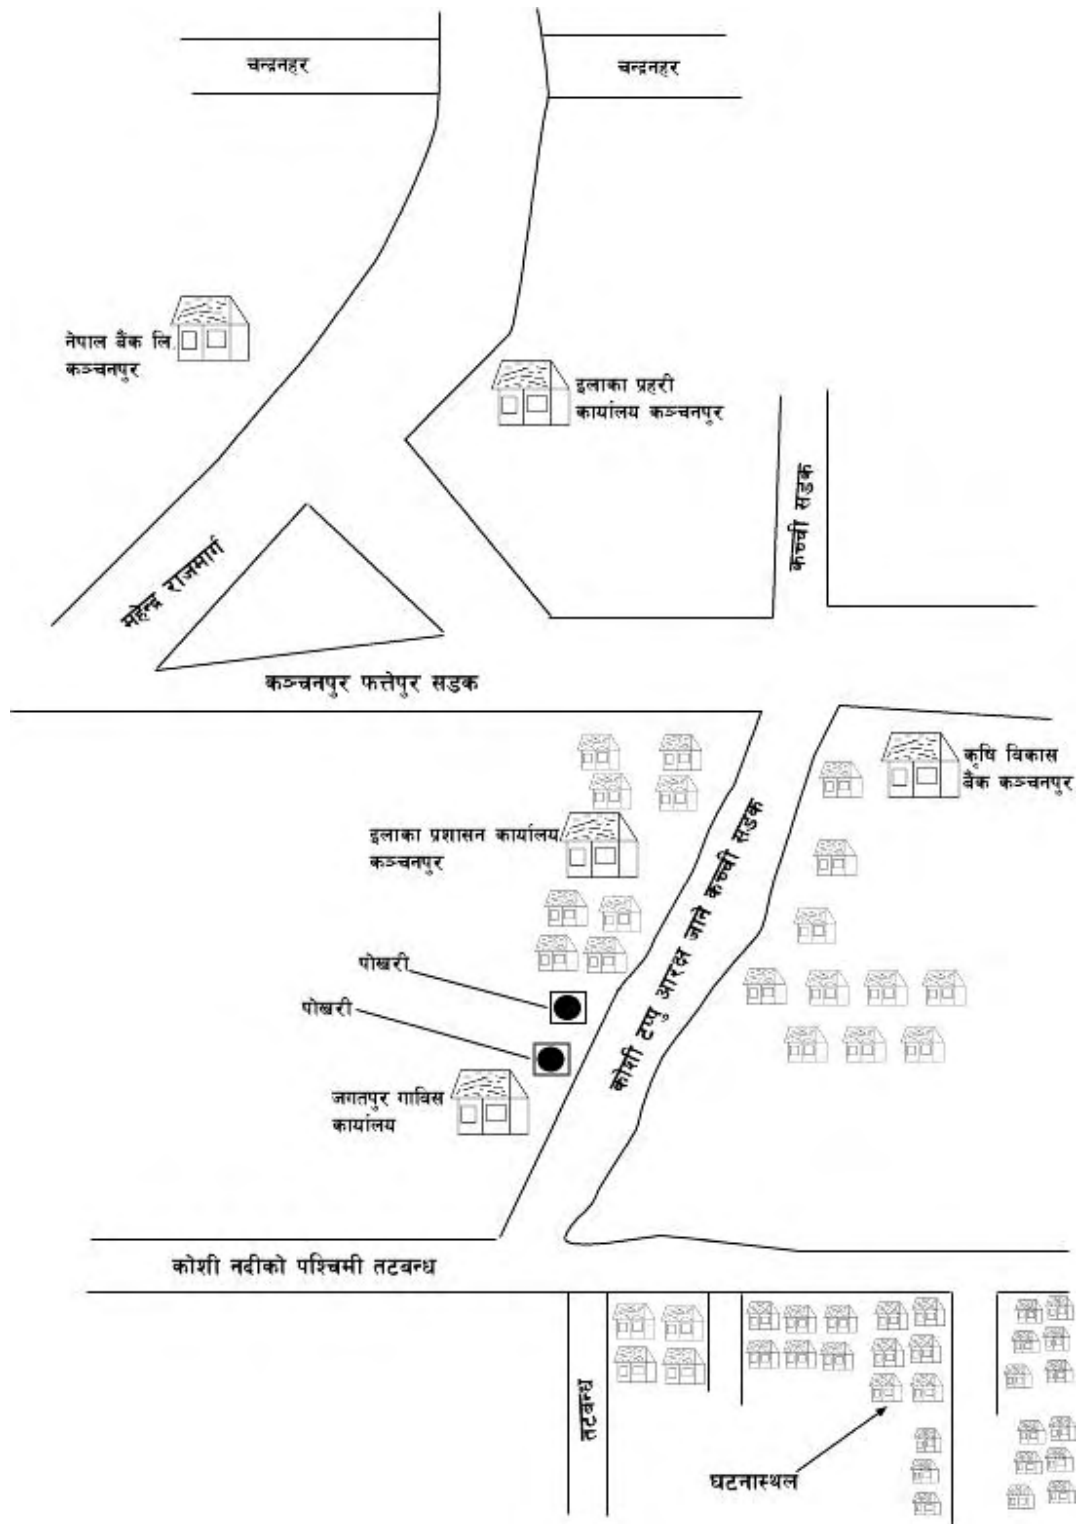 चन्द्रनहर
चन्द्रनहर
नेपाल बैंक लि.
कञ्चनपुर
इलाका प्रहरी
कार्यालय कञ्चनपुर
कच्ची सडक
महेन्द्र राजमार्ग
कञ्चनपुर फत्तेपुर सडक
कृषि विकास
बैंक कञ्चनपुर
इलाका प्रशासन कार्यालय
कञ्चनपुर
कोशी टप्पु आरक्ष जाने कच्ची सडक
पोखरी
पोखरी
जगतपुर गाविस
कार्यालय
कोशी नदीको पश्चिमी तटबन्ध
तटबन्ध
घटनास्थल